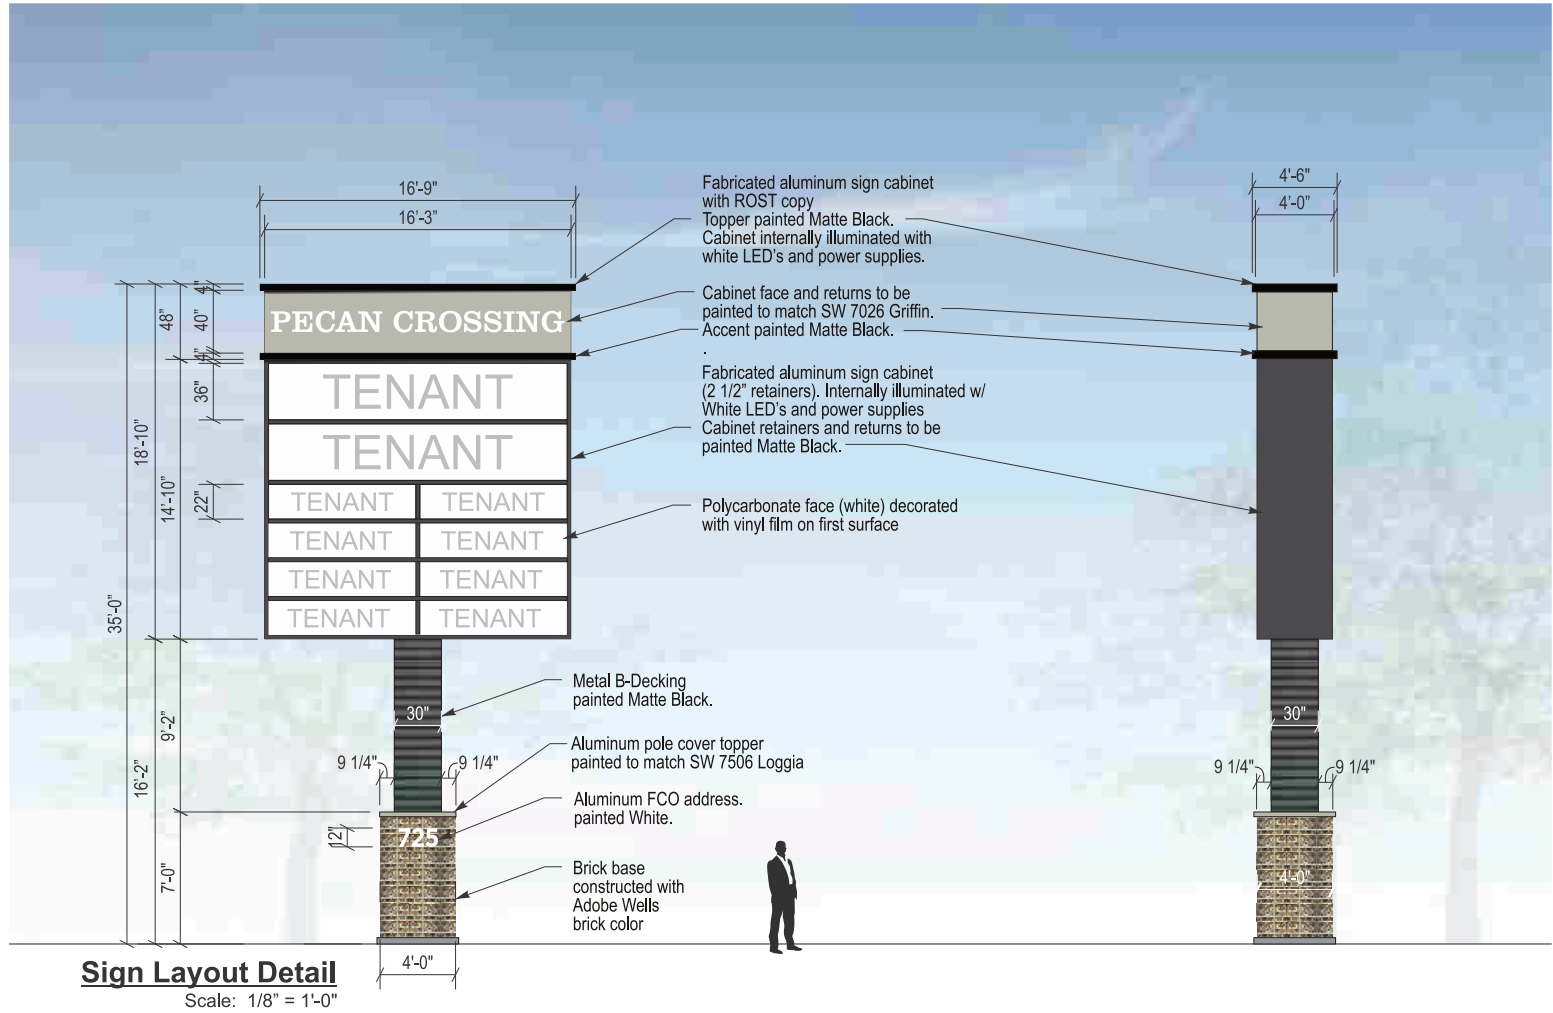 16'-9"
16'-3"
4'-6"
4'-0"
Fabricated aluminum sign cabinet
with ROST copy
Topper painted Matte Black.
Cabinet internally illuminated with
white LED's and power supplies.
4"
48"
40"
4"
PECAN CROSSING
Cabinet face and returns to be
painted to match SW 7026 Griffin.
Accent painted Matte Black.
.
36"
TENANT
Fabricated aluminum sign cabinet
(2 1/2" retainers). Internally illuminated w/
White LED's and power supplies
Cabinet retainers and returns to be
painted Matte Black.
18'-10"
TENANT
14'-10"
22"
TENANT TENANT
Polycarbonate face (white) decorated
with vinyl film on first surface
TENANT TENANT
TENANT TENANT
TENANT TENANT
35'-0"
Metal B-Decking
painted Matte Black.
30"
30"
9'-2"
16'-2"
Aluminum pole cover topper
painted to match SW 7506 Loggia
9 1/4" 9 1/4"
9 1/4" 9 1/4"
Aluminum FCO address.
painted White.
12"
725
7'-0"
Brick base
constructed with
Adobe Wells
brick color
4'-0"
4'-0"
Sign Layout Detail
Scale: 1/8" = 1'-0"